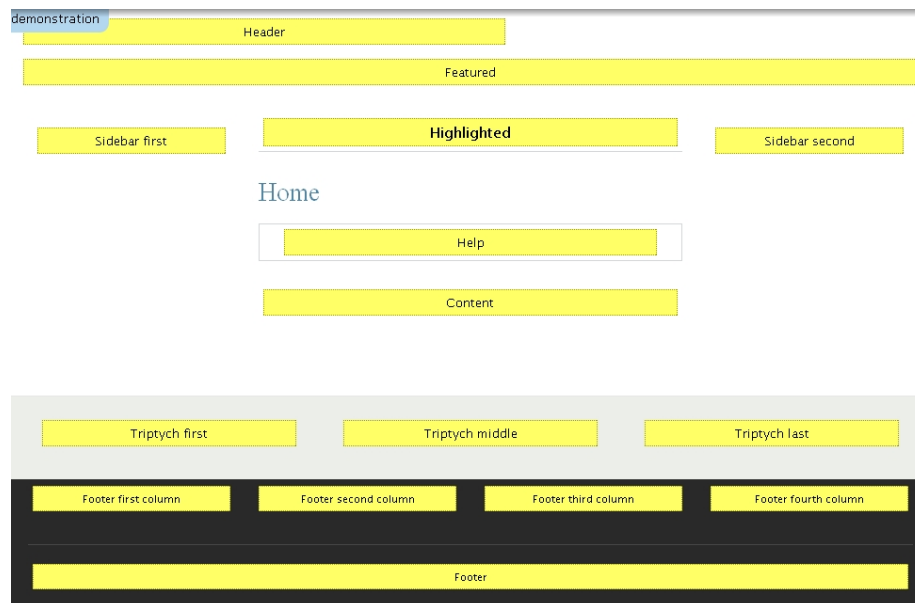 demonstration
Header
Featured
Sidebar first
Highlighted
Sidebar second
Home
Help
Content
Triptych first
Triptych middle
Triptych last
Footer first column
Footer second column
Footer third column
Footer fourth column
Footer